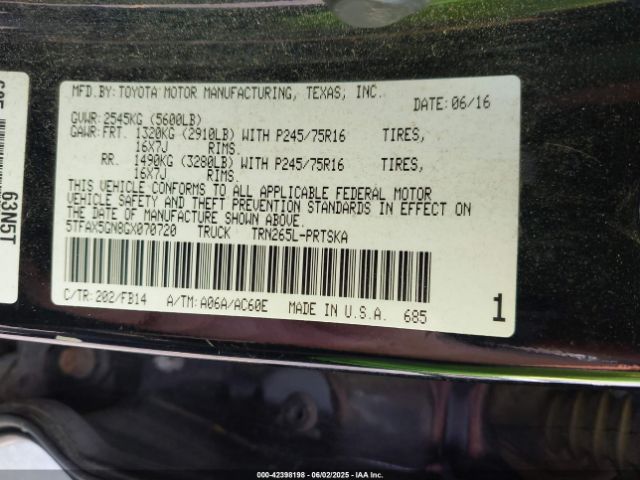 MFD.BY:TOYOTA MOTOR MANUFACTURING, TEXAS, INC.
DATE:06/16
GVWR:2545KG (5600LB)
GAWR:FRT. 1320KG (2910LB) WITH P245/75R16 TIRES,
16X7J RIMS.
RR. 1490KG (3280LB) WITH P245/75R16 TIRES,
16X7J RIMS.
THIS VEHICLE CONFORMS TO ALL APPLICABLE FEDERAL MOTOR
VEHICLE SAFETY AND THEFT PREVENTION STANDARDS IN EFFECT ON
THE DATE OF MANUFACTURE SHOWN ABOVE.
5TFAX5GN8GX070720 TRUCK TRN265L-PRTSKA
C/TR:202/FB14 A/TM:A06A/AC60E MADE IN U.S.A. 685
1
63N5T
000-42398198 - 06/02/2025 - IAA Inc.